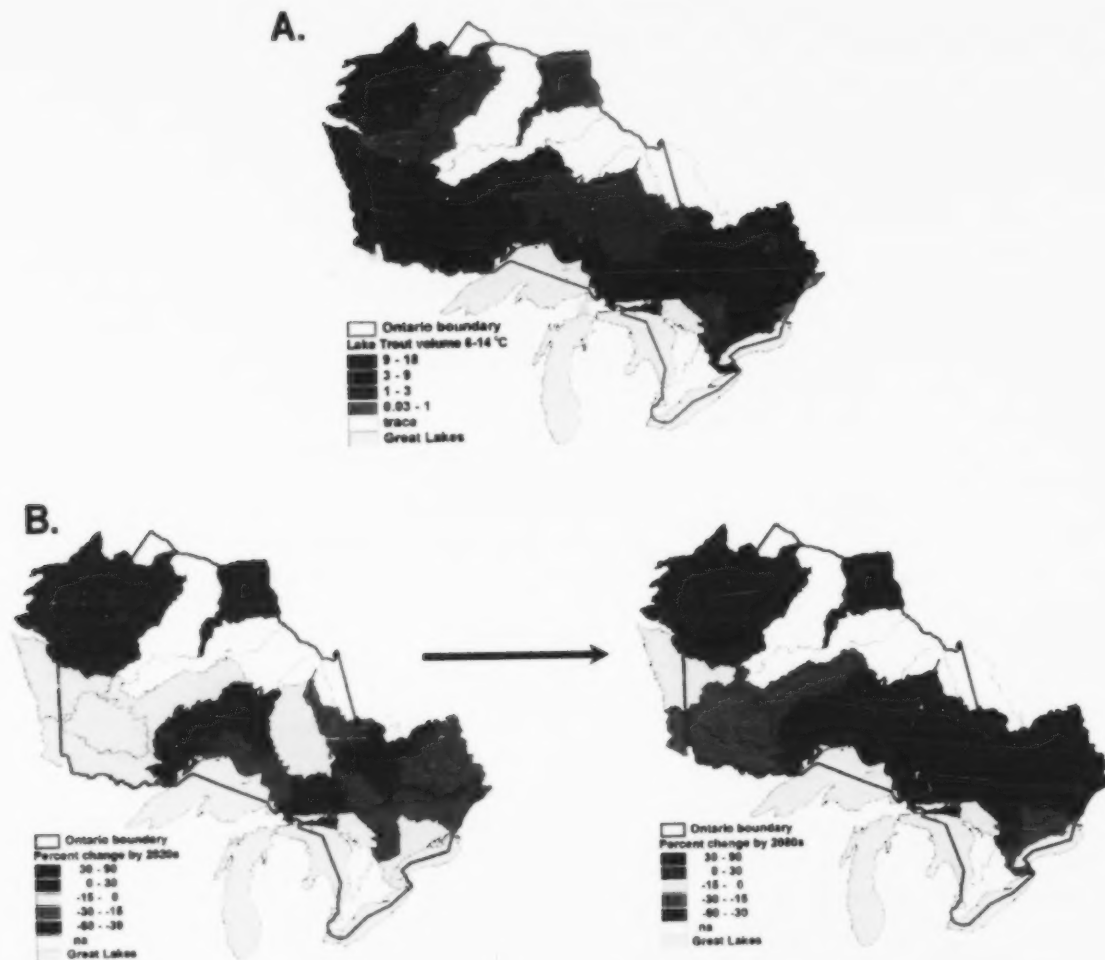 A.
Ontario boundary
Lake Trout volume 6-14 °C
9 - 18
3 - 9
1 - 3
0.03 - 1
trace
Great Lakes
B.
Ontario boundary
Percent change by 2020s
30 - 90
0 - 30
-15 - 0
-30 - -15
-60 - -30
na
Great Lakes
Ontario boundary
Percent change by 2080s
30 - 90
0 - 30
-15 - 0
-30 - -15
-60 - -30
na
Great Lakes